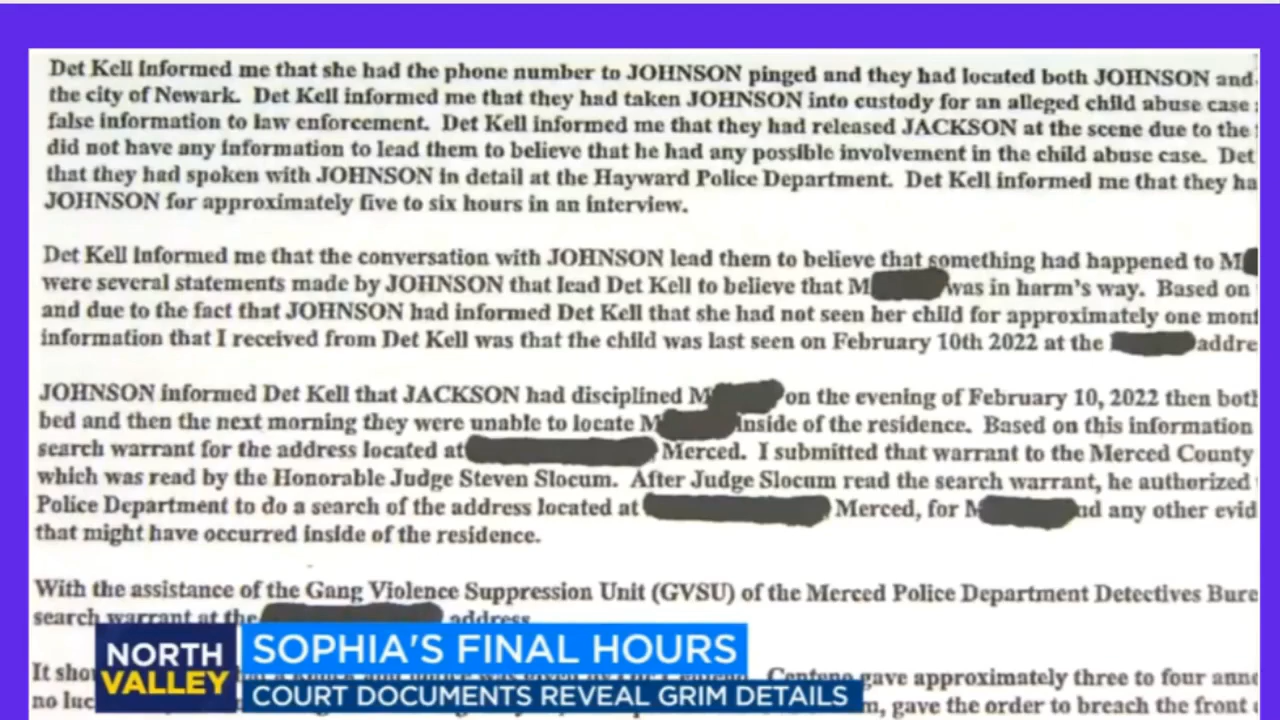 Det Kell Informed me that she had the phone number to JOHNSON pinged and they had located both JOHNSON and
the city of Newark. Det Kell informed me that they had taken JOHNSON into custody for an alleged child abuse case
false information to law enforcement. Det Kell informed me that they had released JACKSON at the scene due to the
did not have any information to lead them to believe that he had any possible involvement in the child abuse case. Det
that they had spoken with JOHNSON in detail at the Hayward Police Department. Det Kell informed me that they ha
JOHNSON for approximately five to six hours in an interview.
Det Kell informed me that the conversation with JOHNSON lead them to believe that something had happened to M
were several statements made by JOHNSON that lead Det Kell to believe that M was in harm's way. Based on
and due to the fact that JOHNSON had informed Det Kell that she had not seen her child for approximately one mont
information that I received from Det Kell was that the child was last seen on February 10th 2022 at the addre
JOHNSON informed Det Kell that JACKSON had disciplined M on the evening of February 10, 2022 then both
bed and then the next morning they were unable to locate M inside of the residence. Based on this information
search warrant for the address located at Merced. I submitted that warrant to the Merced County
which was read by the Honorable Judge Steven Slocum. After Judge Slocum read the search warrant, he authorized
Police Department to do a search of the address located at Merced, for M nd any other evid
that might have occurred inside of the residence.
With the assistance of the Gang Violence Suppression Unit (GVSU) of the Merced Police Department Detectives Bure
search warrant at the address
It sho Centeno gave approximately three to four anno
no luc m, gave the order to breach the front
NORTH VALLEY
SOPHIA'S FINAL HOURS
COURT DOCUMENTS REVEAL GRIM DETAILS